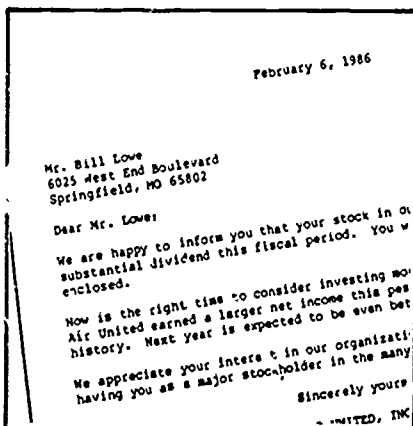 February 6, 1986
Mr. Bill Lowe
6025 West End Boulevard
Springfield, MO 65802
Dear Mr. Lowe:
We are happy to inform you that your stock in
substantial dividend this fiscal period. You
enclosed.
Now is the right time to consider investing
Air United earned a larger net income this
history. Next year is expected to be even
We appreciate your interest in our
having you as a major stockholder in the many
Sincerely yours
UNITED, INC